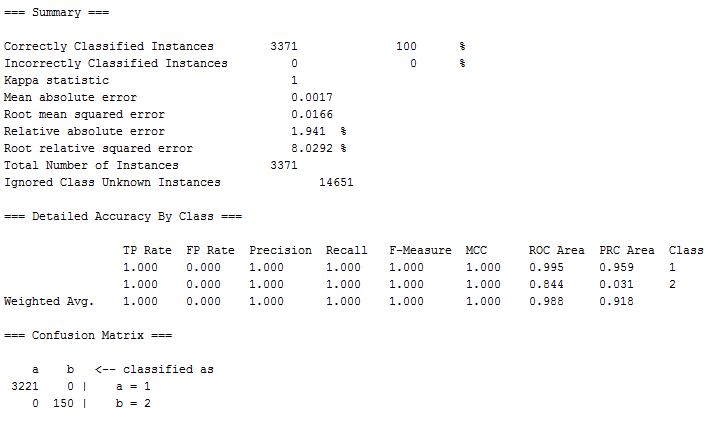 === Summary ===
Correctly Classified Instances 3371 100 %
Incorrectly Classified Instances 0 0 %
Kappa statistic 1
Mean absolute error 0.0017
Root mean squared error 0.0166
Relative absolute error 1.941 %
Root relative squared error 8.0292 %
Total Number of Instances 3371
Ignored Class Unknown Instances 14651
=== Detailed Accuracy By Class ===
TP Rate FP Rate Precision Recall F-Measure MCC ROC Area PRC Area Class
1.000 0.000 1.000 1.000 1.000 1.000 0.995 0.959 1
1.000 0.000 1.000 1.000 1.000 1.000 0.844 0.031 2
Weighted Avg. 1.000 0.000 1.000 1.000 1.000 1.000 0.988 0.918
=== Confusion Matrix ===
a b <-- classified as
3221 0 | a = 1
0 150 | b = 2